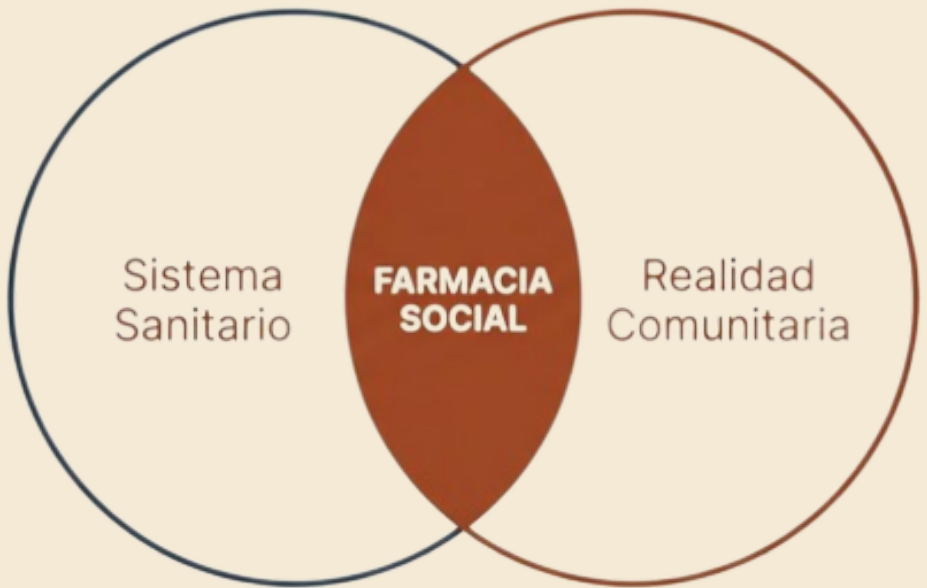 Sistema
Sanitario
FARMACIA
SOCIAL
Realidad
Comunitaria